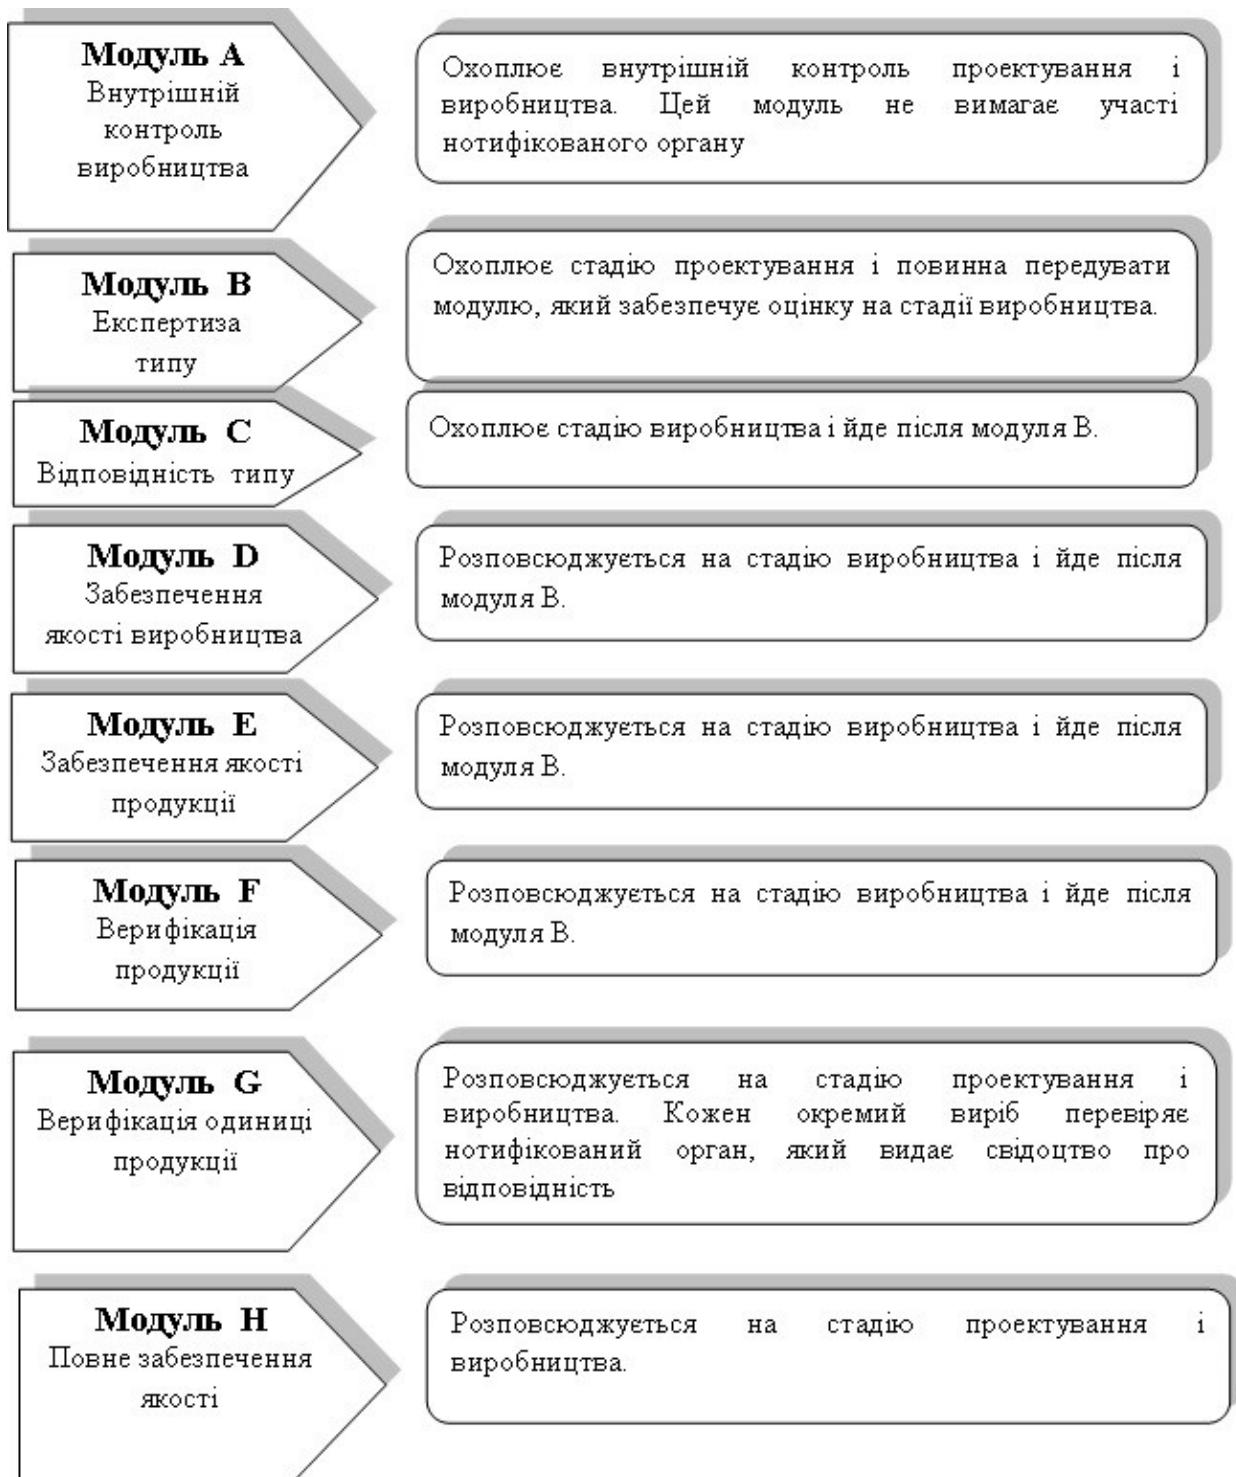 Модуль А
Внутрішній
контроль
виробництва
Охоплює внутрішній контроль проектування і
виробництва. Цей модуль не вимагає участі
нотифікованого органу
Модуль В
Експертиза
типу
Охоплює стадію проектування і повинна передувати
модулю, який забезпечує оцінку на стадії виробництва.
Модуль С
Відповідність типу
Охоплює стадію виробництва і йде після модуля В.
Модуль D
Забезпечення
якості виробництва
Розповсюджується на стадію виробництва і йде після
модуля В.
Модуль Е
Забезпечення якості
продукції
Розповсюджується на стадію виробництва і йде після
модуля В.
Модуль F
Верифікація
продукції
Розповсюджується на стадію виробництва і йде після
модуля В.
Модуль G
Верифікація одиниці
продукції
Розповсюджується на стадію проектування і
виробництва. Кожен окремий виріб перевіряє
нотифікований орган, який видає свідоцтво про
відповідність
Модуль Н
Повне забезпечення
якості
Розповсюджується на стадію проектування і
виробництва.